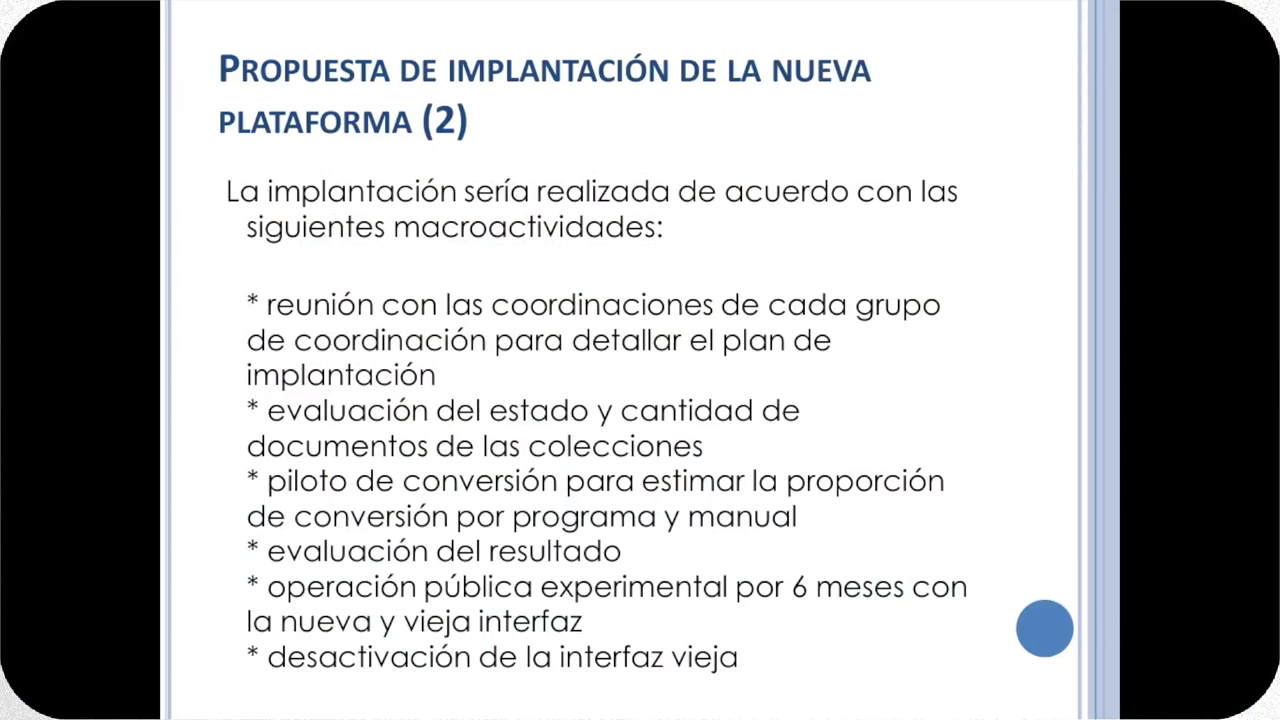 PROPUESTA DE IMPLANTACIÓN DE LA NUEVA
PLATAFORMA (2)
La implantación sería realizada de acuerdo con las
siguientes macroactividades:
* reunión con las coordinaciones de cada grupo
de coordinación para detallar el plan de
implantación
* evaluación del estado y cantidad de
documentos de las colecciones
* piloto de conversión para estimar la proporción
de conversión por programa y manual
* evaluación del resultado
* operación pública experimental por 6 meses con
la nueva y vieja interfaz
* desactivación de la interfaz vieja